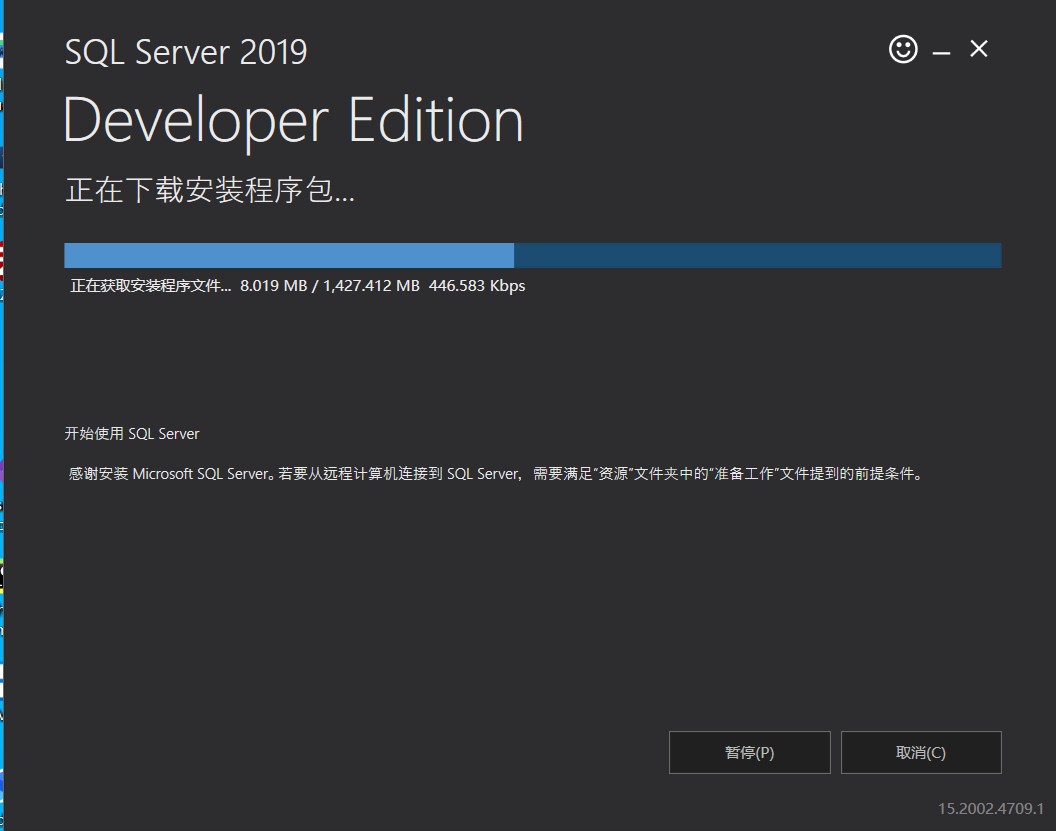 SQL Server 2019
Developer Edition
正在下载安装程序包...
正在获取安装程序文件... 8.019 MB / 1,427.412 MB 446.583 Kbps
开始使用 SQL Server
感谢安装 Microsoft SQL Server。若要从远程计算机连接到 SQL Server，需要满足“资源”文件夹中的“准备工作”文件提到的前提条件。
暂停(P)
取消(C)
15.2002.4709.1